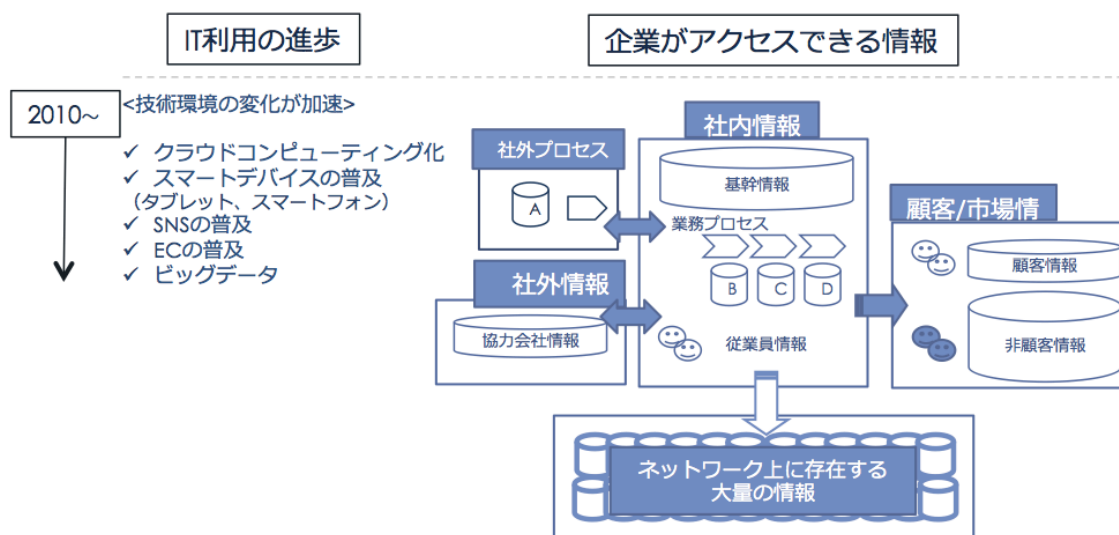 IT利用の進歩
企業がアクセスできる情報
2010~
<技術環境の変化が加速>
✓ クラウドコンピューティング化
✓ スマートデバイスの普及
(タブレット、スマートフォン)
✓ SNSの普及
✓ ECの普及
✓ ビッグデータ
社外プロセス
A
社外情報
協力会社情報
社内情報
基幹情報
業務プロセス
B C D
従業員情報
顧客/市場情
顧客情報
非顧客情報
ネットワーク上に存在する
大量の情報